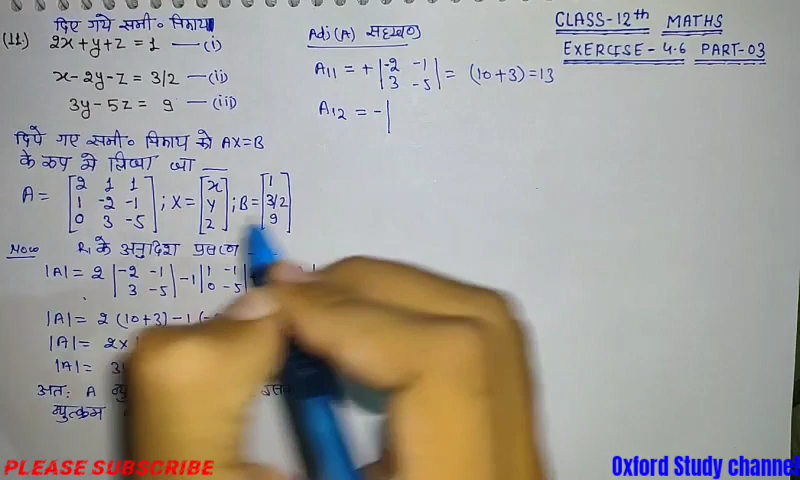 CLASS-12th MATHS
EXERCISE-4.6 PART-03
दिए गये समी० निकाय
(11.) 2x+y+z=1 —(i)
x-2y-z=3/2 —(ii)
3y-5z= 9 —(iii)
दिये गए समी० निकाय को AX=B
के रूप में लिखा जा
A= [2 1 1; 1 -2 -1; 0 3 -5] ; X= [x; y; z] ; B= [1; 3/2; 9]
Now R₁ के अनुदिश प्रसरण
|A|= 2 |-2 -1; 3 -5| -1 |1 -1; 0 -5|
|A|= 2(10+3)-1(-
|A|= 2x
|A|= 3
अतः A
व्युत्क्रम
Adj(A) सहखण्ड
A₁₁ = + |-2 -1; 3 -5| = (10+3)=13
A₁₂ = -|
PLEASE SUBSCRIBE
Oxford Study channel